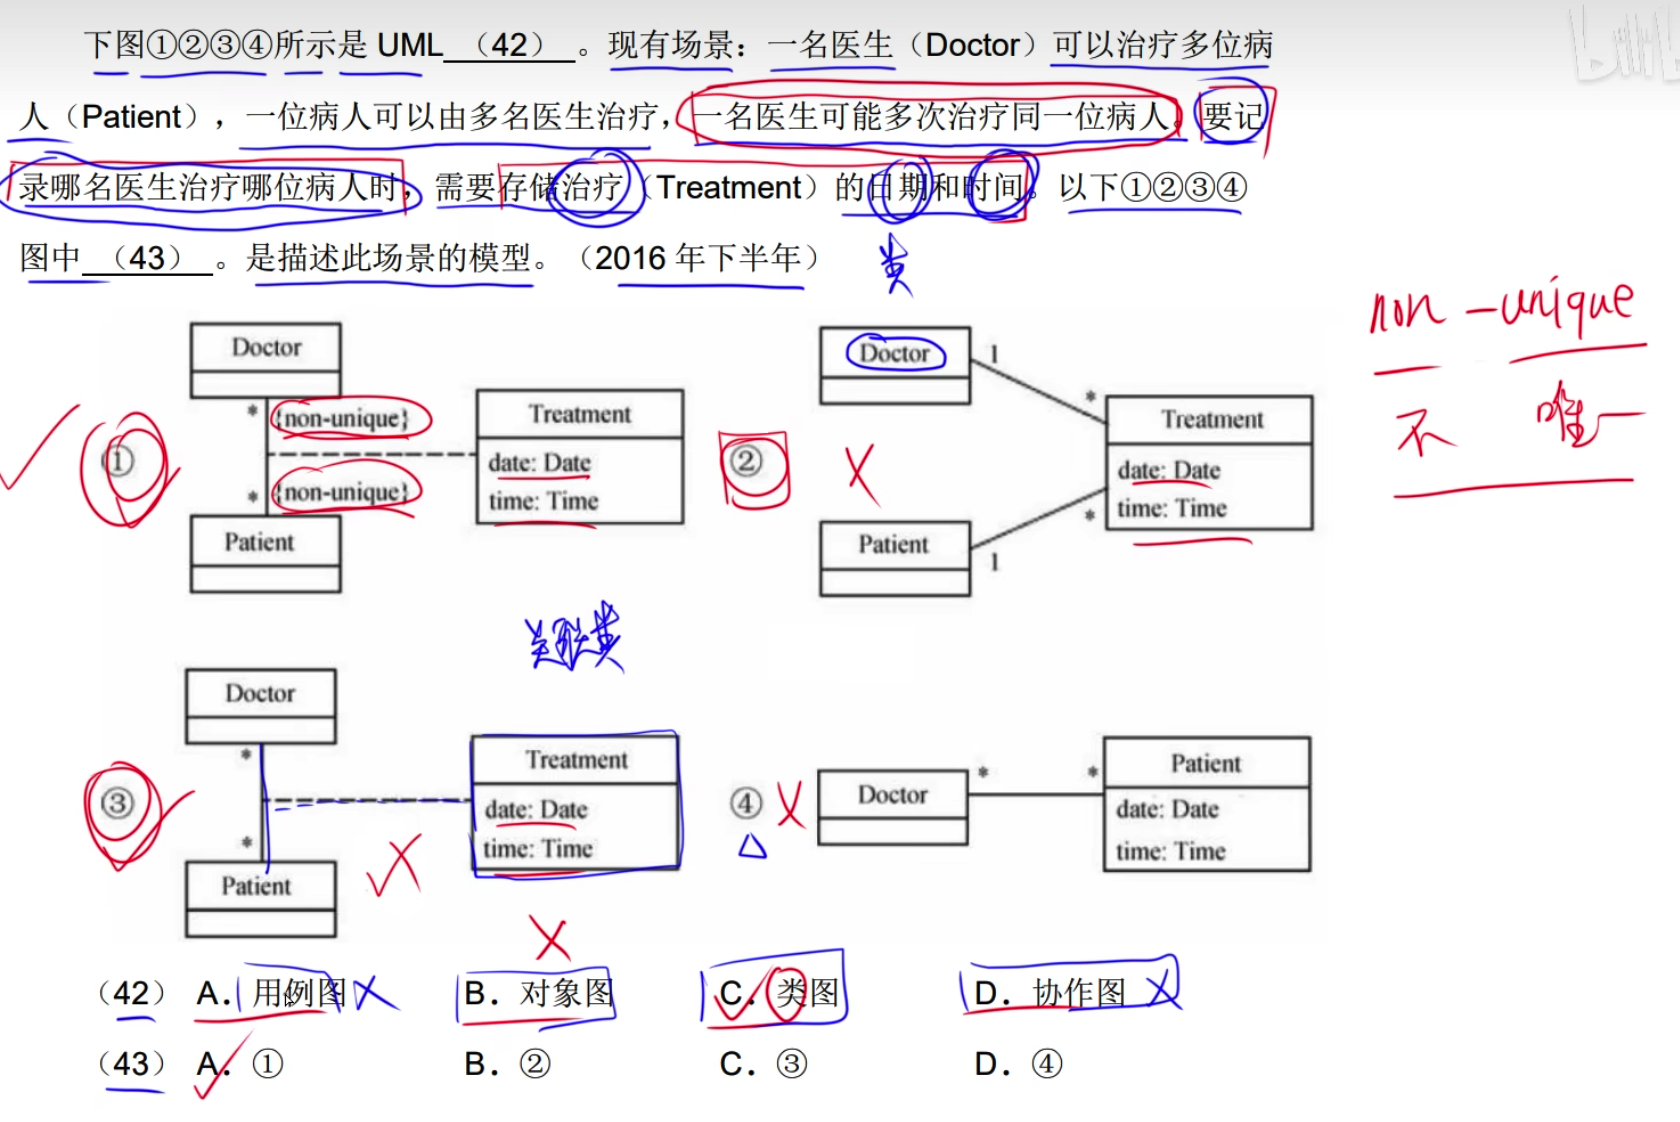 下图①②③④所示是 UML （42） 。现有场景：一名医生（Doctor）可以治疗多位病
人（Patient），一位病人可以由多名医生治疗，一名医生可能多次治疗同一位病人。要记
录哪名医生治疗哪位病人时，需要存储治疗（Treatment）的日期和时间。以下①②③④
图中 （43） 。是描述此场景的模型。（2016 年下半年）
类
non-unique
不 唯一
Doctor
*
{non-unique}
①
*
{non-unique}
Patient
Treatment
date: Date
time: Time
Doctor
1
*
②
Treatment
date: Date
time: Time
*
Patient
1
关联类
Doctor
*
③
*
Patient
Treatment
date: Date
time: Time
④
Doctor
*
*
Patient
date: Date
time: Time
（42） A. 用例图 B. 对象图 C. 类图 D. 协作图
（43） A. ① B. ② C. ③ D. ④
bilibili